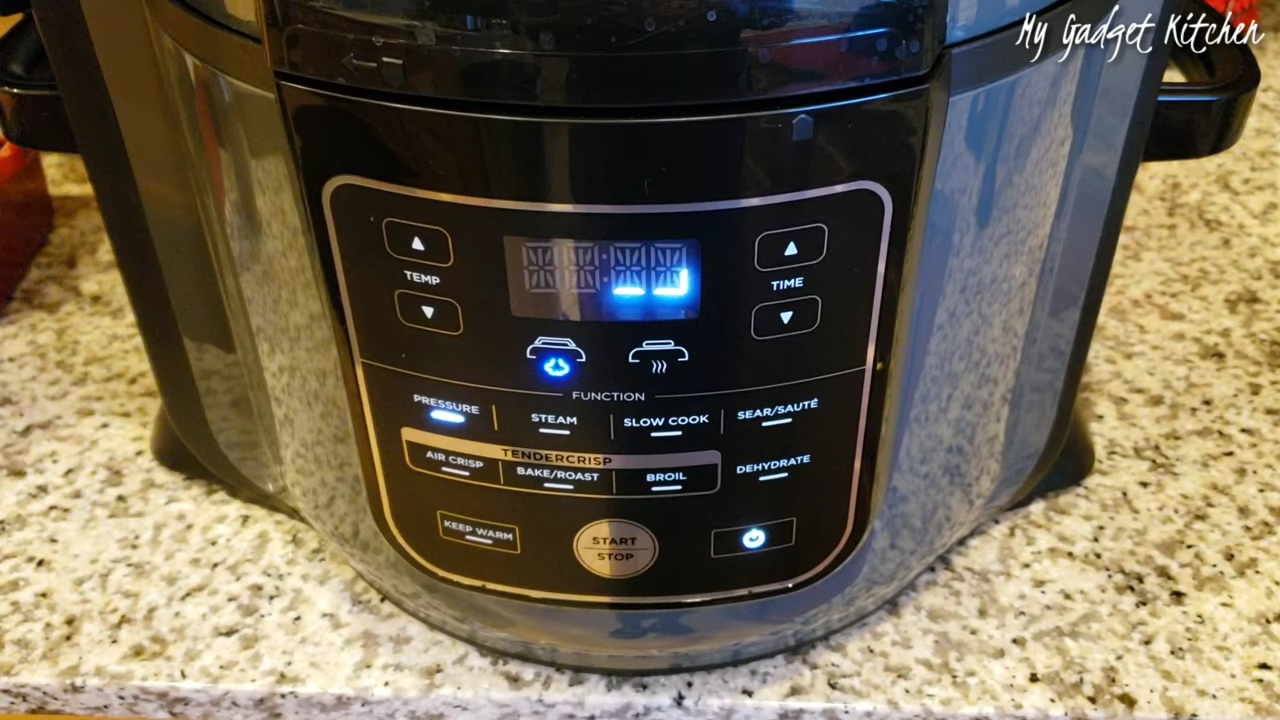 My Gadget Kitchen
TEMP
TIME
FUNCTION
PRESSURE
STEAM
SLOW COOK
SEAR/SAUTÉ
TENDERCRISP
AIR CRISP
BAKE/ROAST
BROIL
DEHYDRATE
KEEP WARM
START
STOP